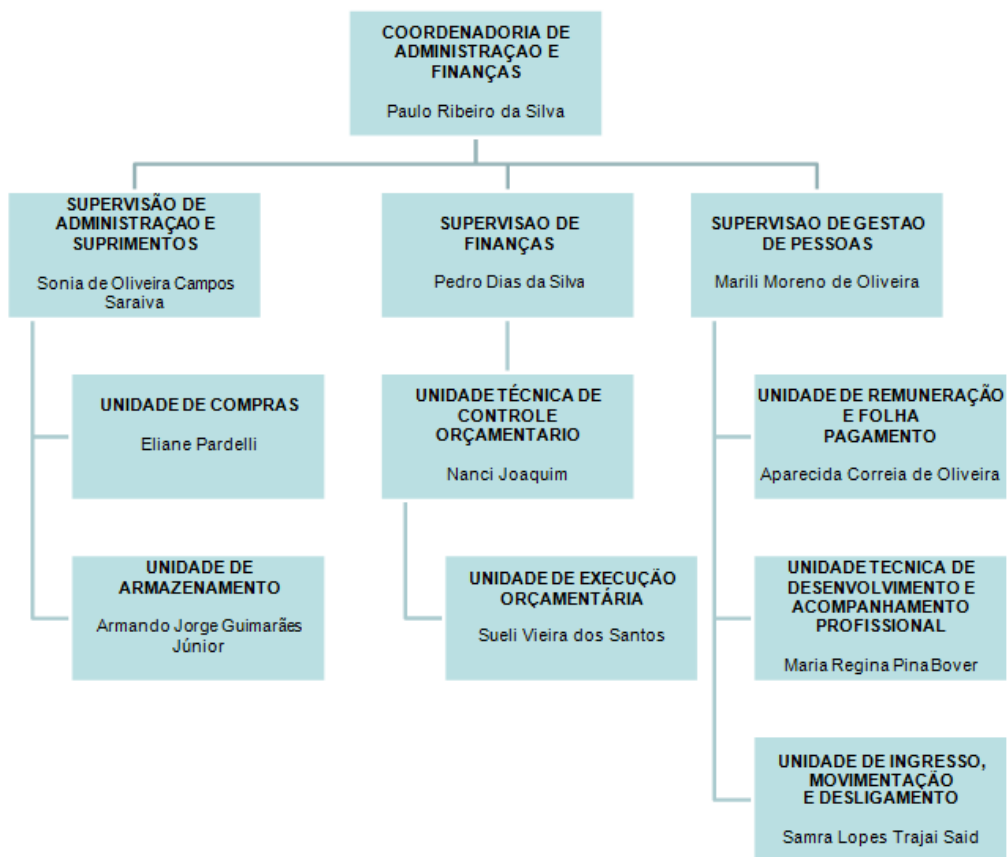 COORDENADORIA DE
ADMINISTRAÇAO E
FINANÇAS
Paulo Ribeiro da Silva
SUPERVISÃO DE
ADMINISTRAÇAO E
SUPRIMENTOS
Sonia de Oliveira Campos
Saraiva
SUPERVISAO DE
FINANÇAS
Pedro Dias da Silva
SUPERVISAO DE GESTAO
DE PESSOAS
Marili Moreno de Oliveira
UNIDADE DE COMPRAS
Eliane Pardelli
UNIDADE TÉCNICA DE
CONTROLE
ORÇAMENTARIO
Nanci Joaquim
UNIDADE DE REMUNERAÇÃO
E FOLHA
PAGAMENTO
Aparecida Correia de Oliveira
UNIDADE DE
ARMAZENAMENTO
Armando Jorge Guimarães
Júnior
UNIDADE DE EXECUÇÃO
ORÇAMENTÁRIA
Sueli Vieira dos Santos
UNIDADE TECNICA DE
DESENVOLVIMENTO E
ACOMPANHAMENTO
PROFISSIONAL
Maria Regina Pina Bover
UNIDADE DE INGRESSO,
MOVIMENTAÇÃO
E DESLIGAMENTO
Samra Lopes Trajai Said